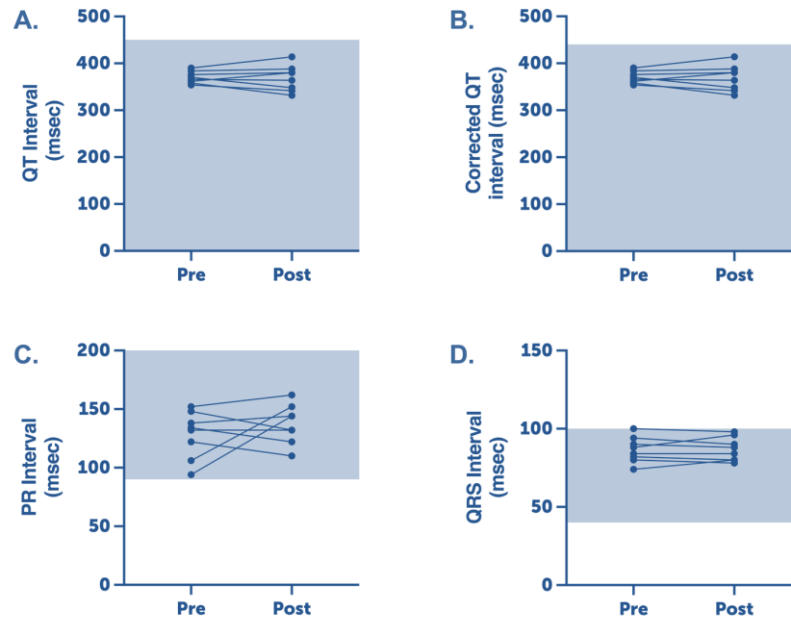 A.
500
400
300
200
100
0
QT Interval
(msec)
Pre
Post
B.
500
400
300
200
100
0
Corrected QT
interval (msec)
Pre
Post
C.
200
150
100
50
0
PR Interval
(msec)
Pre
Post
D.
150
100
50
0
QRS Interval
(msec)
Pre
Post